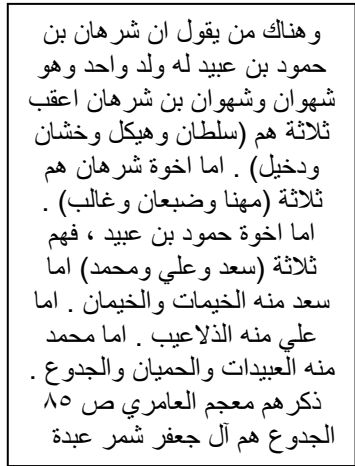 وهناك من يقول ان شرهان بن
حمود بن عبيد له ولد واحد وهو
شهوان وشهوان بن شرهان اعقب
ثلاثة هم (سلطان وهيكل وخشان
ودخيل) . اما اخوة شرهان هم
ثلاثة (مهنا وضبعان وغالب) .
اما اخوة حمود بن عبيد ، فهم
ثلاثة (سعد وعلي ومحمد) اما
سعد منه الخيمات والخيمان . اما
علي منه الذلاعيب . اما محمد
منه العبيدات والحميان والجدوع .
ذكرهم معجم العامري ص ٨٥
الجدوع هم آل جعفر شمر عبدة